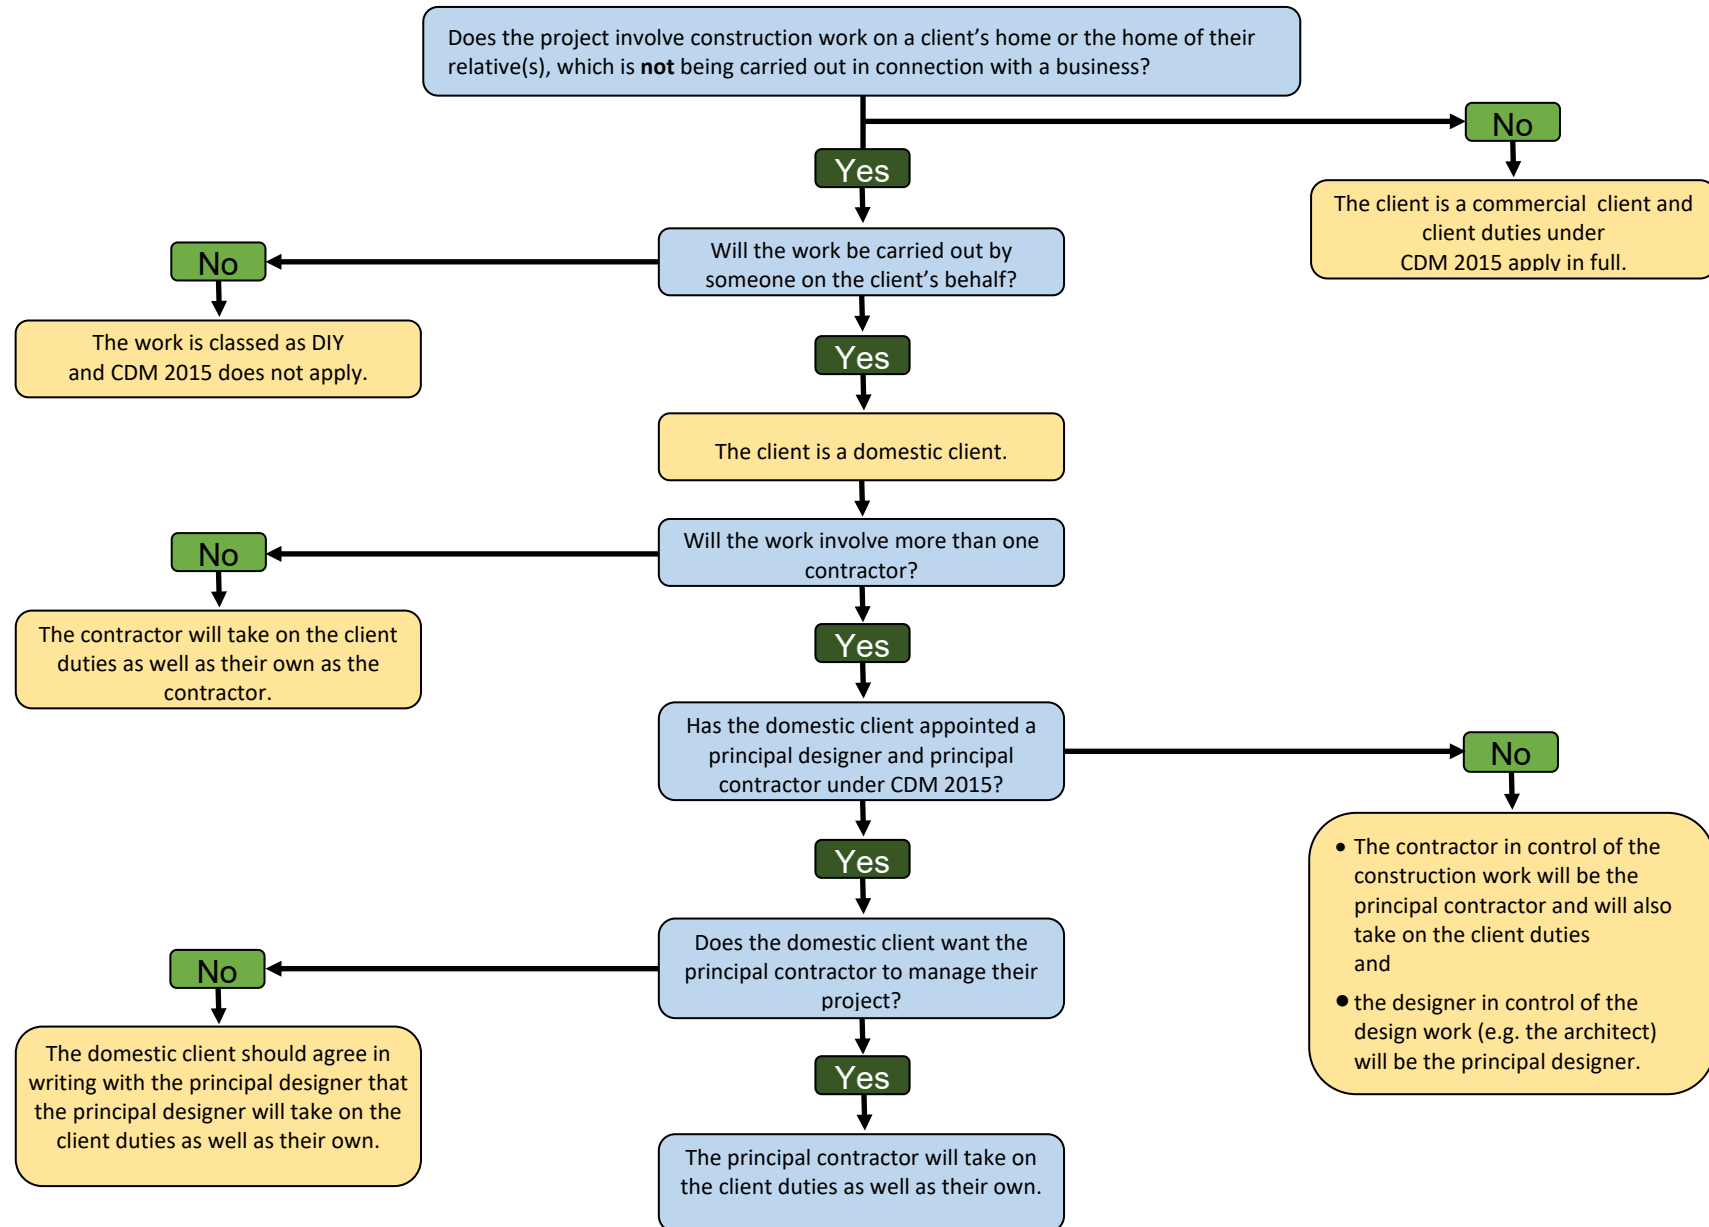 Does the project involve construction work on a client’s home or the home of their
relative(s), which is not being carried out in connection with a business?
No
Yes
The client is a commercial client and
client duties under
CDM 2015 apply in full.
Will the work be carried out by
someone on the client’s behalf?
No
The work is classed as DIY
and CDM 2015 does not apply.
Yes
The client is a domestic client.
Will the work involve more than one
contractor?
No
The contractor will take on the client
duties as well as their own as the
contractor.
Yes
Has the domestic client appointed a
principal designer and principal
contractor under CDM 2015?
No
• The contractor in control of the
construction work will be the
principal contractor and will also
take on the client duties
and
• the designer in control of the
design work (e.g. the architect)
will be the principal designer.
Yes
Does the domestic client want the
principal contractor to manage their
project?
No
The domestic client should agree in
writing with the principal designer that
the principal designer will take on the
client duties as well as their own.
Yes
The principal contractor will take on
the client duties as well as their own.